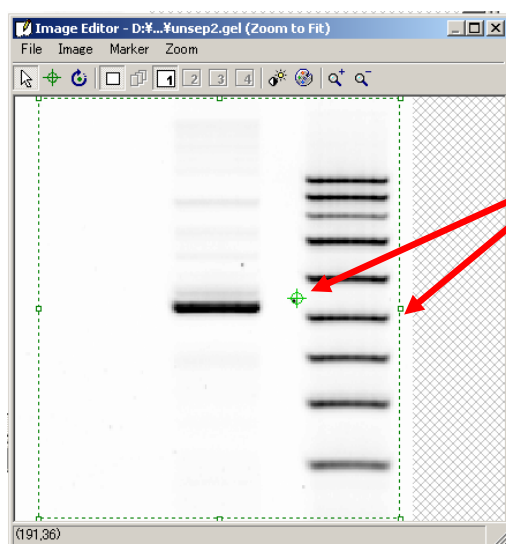 Image Editor - D:¥...¥unsep2.gel (Zoom to Fit)
File Image Marker Zoom
1 2 3 4
(191,36)